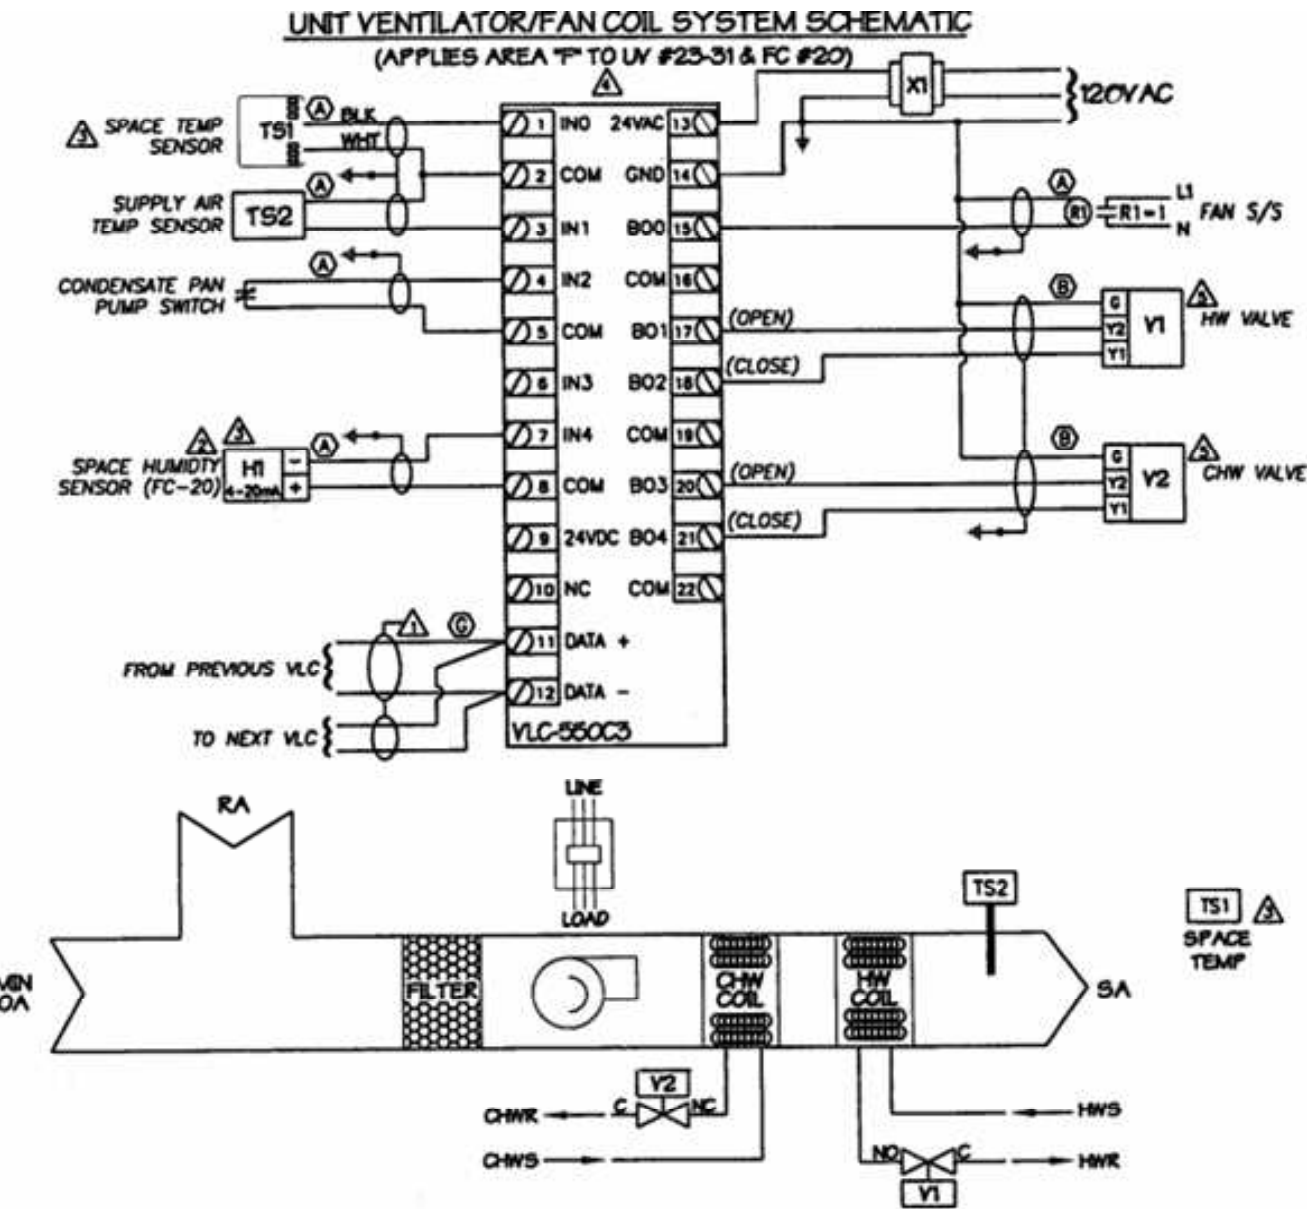 UNIT VENTILATOR/FAN COIL SYSTEM SCHEMATIC
(APPLIES AREA "F" TO UV #23-31 & FC #20)
4
X1
120VAC
3
SPACE TEMP
SENSOR
TS1
A
BLK
WHT
1 IN0
24VAC 13
2 COM
GND 14
SUPPLY AIR
TEMP SENSOR
TS2
A
3 IN1
BO0 15
A
R1
R1-1
L1
N
FAN S/S
CONDENSATE PAN
PUMP SWITCH
A
4 IN2
COM 16
5 COM
BO1 17
(OPEN)
B
G
Y2
Y1
V1
HW VALVE
6 IN3
BO2 18
(CLOSE)
2
3
SPACE HUMIDTY
SENSOR (FC-20)
H1
4-20mA
-
+
A
7 IN4
COM 19
8 COM
BO3 20
(OPEN)
B
G
Y2
Y1
V2
CHW VALVE
9 24VDC
BO4 21
(CLOSE)
10 NC
COM 22
1
11 DATA +
FROM PREVIOUS VLC
12 DATA -
TO NEXT VLC
VLC-550C3
RA
LINE
LOAD
TS2
TS1
3
SPACE
TEMP
MIN
OA
FILTER
CHW
COIL
HW
COIL
SA
V2
CHWR
C
NC
HWS
CHWS
NO
C
HWR
V1